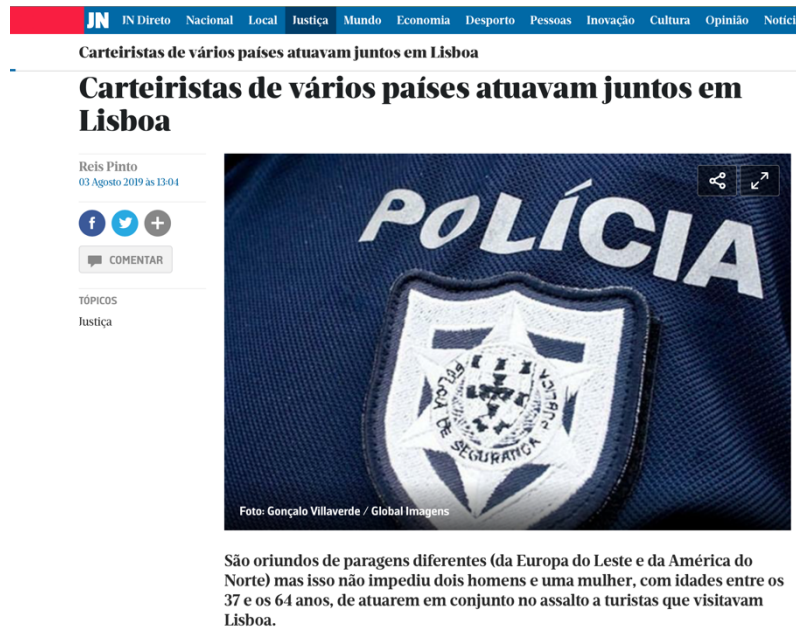 JN IN Direto Nacional Local Justiça Mundo Economia Desporto Pessoas Inovação Cultura Opinião Notíci
Carteiristas de vários países atuavam juntos em Lisboa
Carteiristas de vários países atuavam juntos em
Lisboa
Reis Pinto
03 Agosto 2019 às 13:04
COMENTAR
TÓPICOS
Justiça
POLÍCIA
POLÍCIA DE SEGURANÇA PÚBLICA
Foto: Gonçalo Villaverde / Global Imagens
São oriundos de paragens diferentes (da Europa do Leste e da América do
Norte) mas isso não impediu dois homens e uma mulher, com idades entre os
37 e os 64 anos, de atuarem em conjunto no assalto a turistas que visitavam
Lisboa.